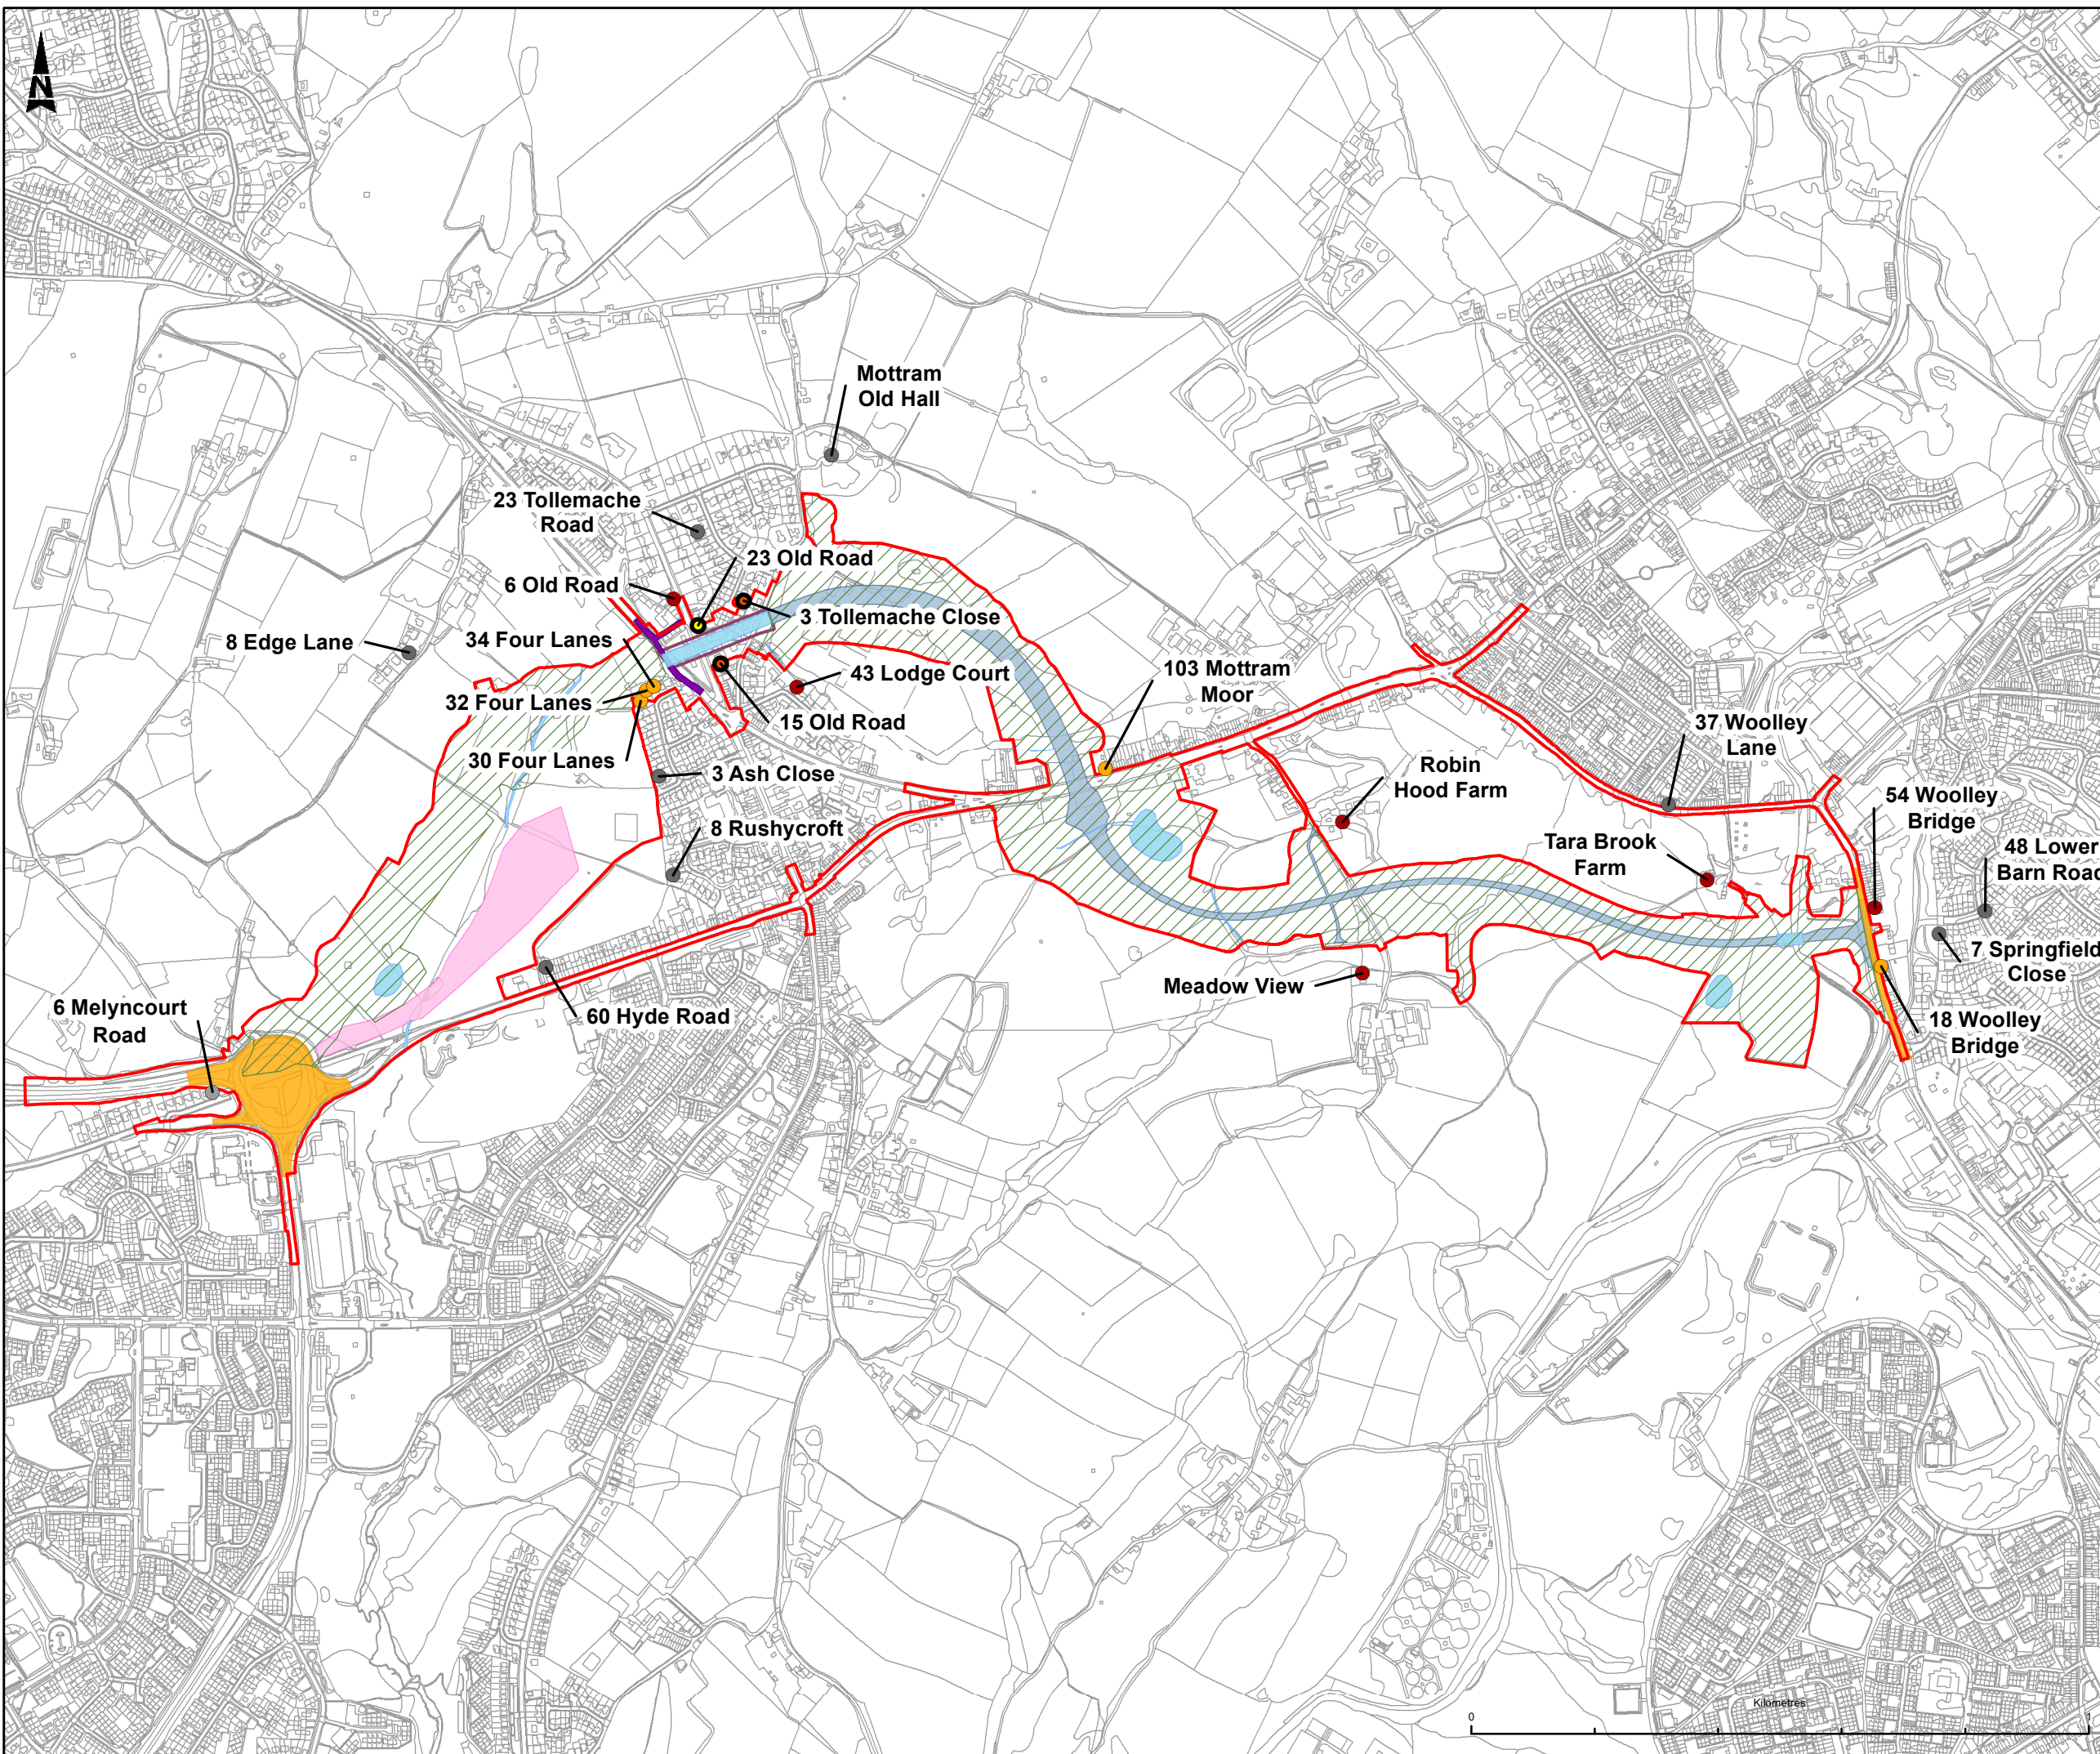 N
Mottram
Old Hall
23 Tollemache
Road
23 Old Road
6 Old Road
3 Tollemache Close
34 Four Lanes
8 Edge Lane
43 Lodge Court
103 Mottram
Moor
32 Four Lanes
15 Old Road
37 Woolley
Lane
30 Four Lanes
3 Ash Close
Robin
Hood Farm
54 Woolley
Bridge
8 Rushycroft
Tara Brook
Farm
48 Lower
Barn Road
7 Springfield
Close
Meadow View
6 Melyncourt
Road
60 Hyde Road
18 Woolley
Bridge
Kilometres
0
1